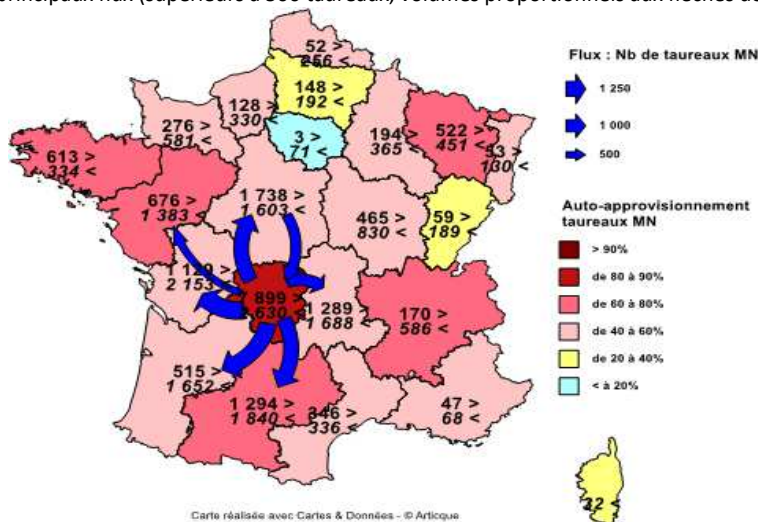 52 >
256 <
148 >
192 <
128 >
330 <
276 >
581 <
3 >
71 <
194 >
365 <
522 >
451 <
130 <
613 >
334 <
676 >
1 383 <
1 738 >
1 603 <
465 >
830 <
59 >
189 <
2 153 <
899 >
630 <
1 289 >
1 688 <
170 >
586 <
515 >
1 652 <
1 294 >
1 840 <
346 >
336 <
47 >
68 <
Flux : Nb de taureaux MN
1 250
1 000
500
Auto-approvisionnement
taureaux MN
> 90%
de 80 à 90%
de 60 à 80%
de 40 à 60%
de 20 à 40%
< à 20%
Carte réalisée avec Cartes & Données - © Articque